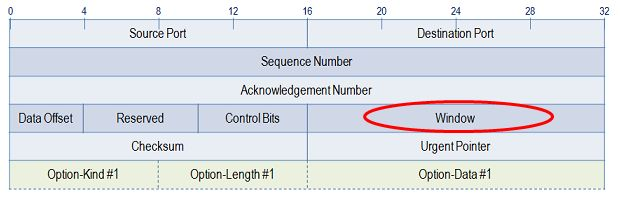 0 4 8 12 16 20 24 28 32
Source Port Destination Port
Sequence Number
Acknowledgement Number
Data Offset Reserved Control Bits Window
Checksum Urgent Pointer
Option-Kind #1 Option-Length #1 Option-Data #1